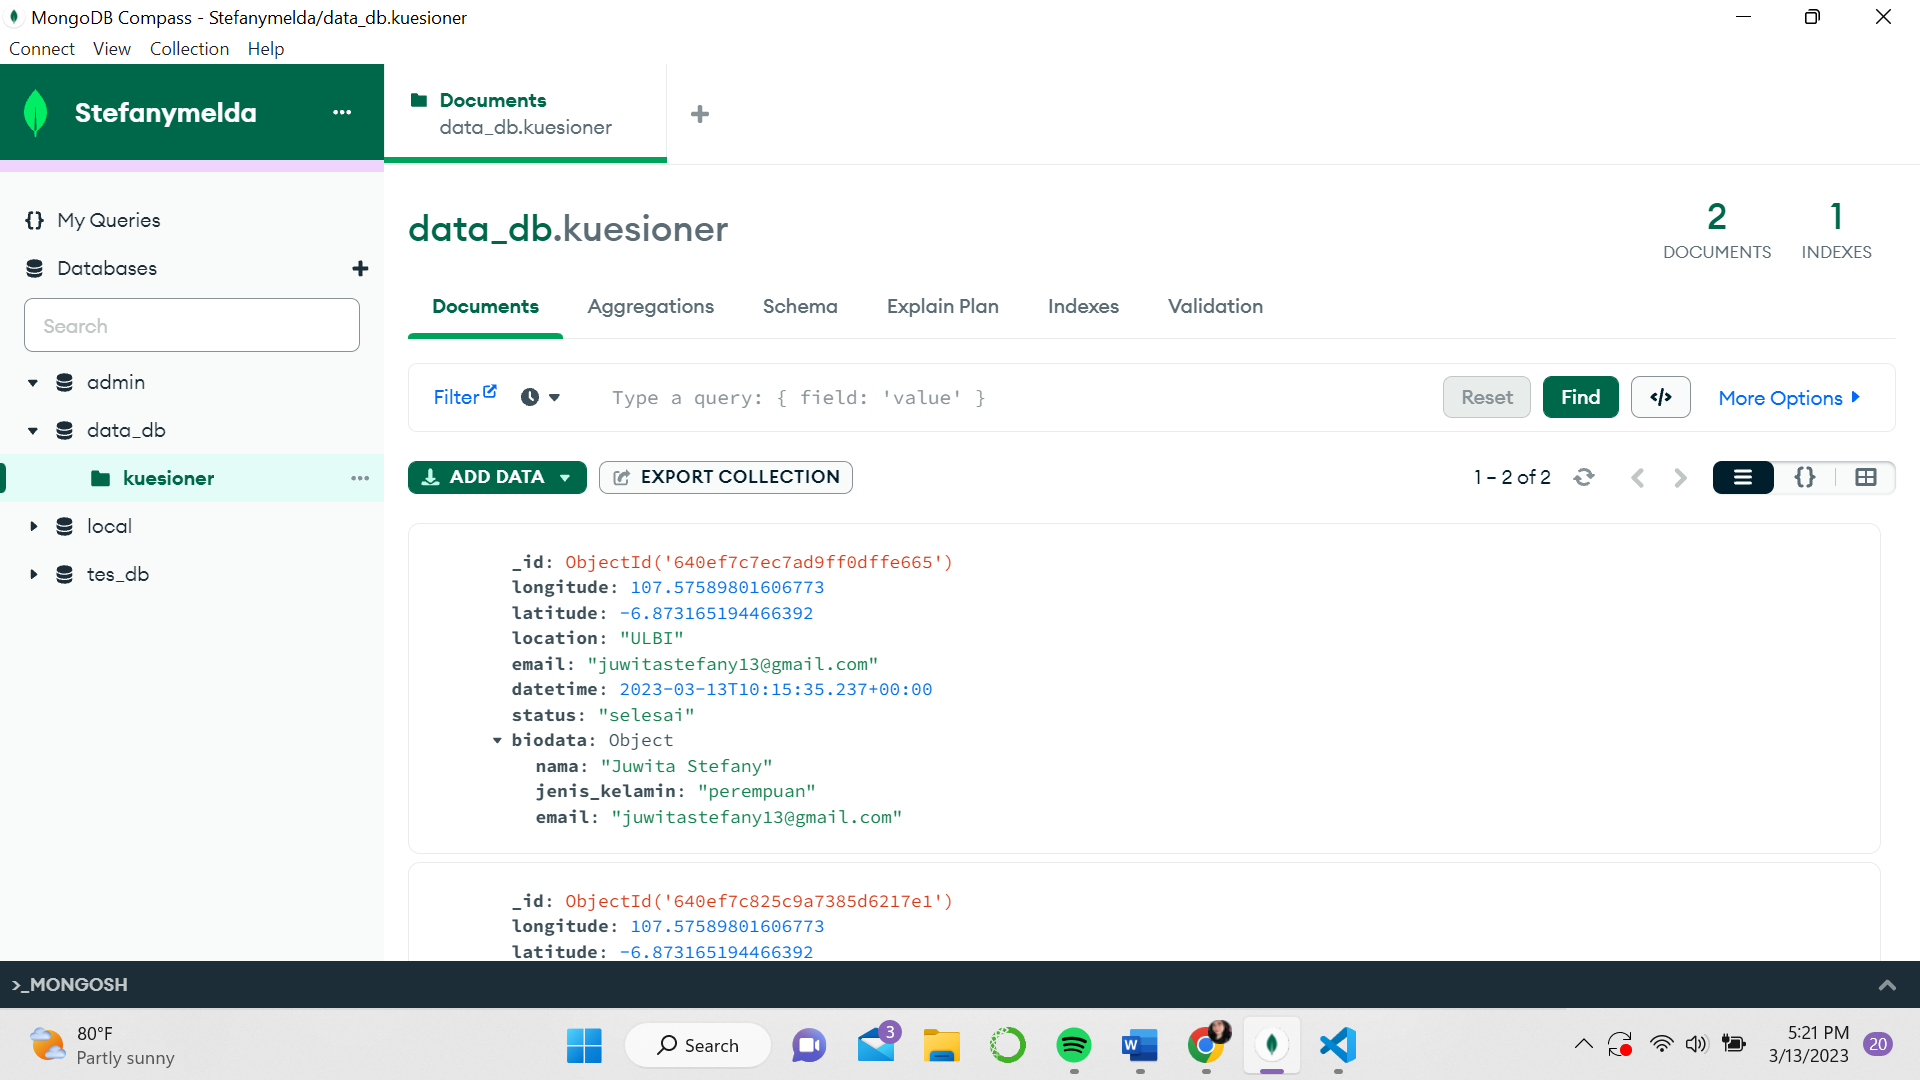 MongoDB Compass - Stefanymelda/data_db.kuesioner
Connect View Collection Help
Stefanymelda ...
Documents
data_db.kuesioner
+
{} My Queries
Databases +
Search
admin
data_db
kuesioner ...
local
tes_db
data_db.kuesioner
2
DOCUMENTS
1
INDEXES
Documents Aggregations Schema Explain Plan Indexes Validation
Filter Type a query: { field: 'value' } Reset Find </> More Options
ADD DATA EXPORT COLLECTION 1 – 2 of 2 {}
_id: ObjectId('640ef7c7ec7ad9ff0dffe665')
longitude: 107.57589801606773
latitude: -6.873165194466392
location: "ULBI"
email: "juwitastefany13@gmail.com"
datetime: 2023-03-13T10:15:35.237+00:00
status: "selesai"
biodata: Object
nama: "Juwita Stefany"
jenis_kelamin: "perempuan"
email: "juwitastefany13@gmail.com"
_id: ObjectId('640ef7c825c9a7385d6217e1')
longitude: 107.57589801606773
latitude: -6.873165194466392
>_MONGOSH
80°F
Partly sunny
Search
3
W
5:21 PM
3/13/2023
20